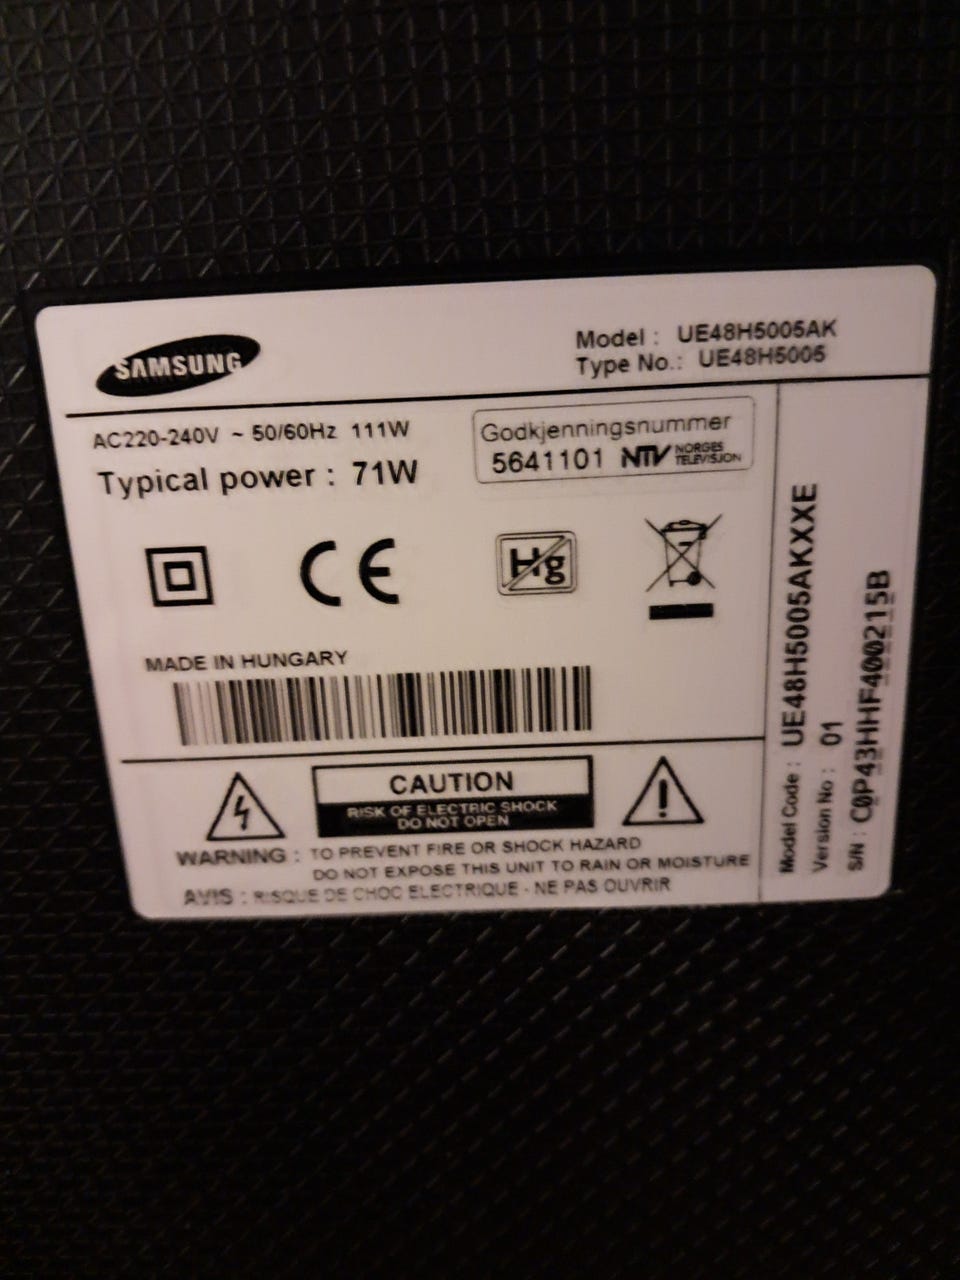 SAMSUNG
Model : UE48H5005AK
Type No.: UE48H5005
AC220-240V ~ 50/60Hz 111W
Typical power : 71W
Godkjenningsnummer
5641101 NTV NORGES TELEVISJON
CE
Hg
MADE IN HUNGARY
CAUTION
RISK OF ELECTRIC SHOCK
DO NOT OPEN
WARNING : TO PREVENT FIRE OR SHOCK HAZARD
DO NOT EXPOSE THIS UNIT TO RAIN OR MOISTURE
AVIS : RISQUE DE CHOC ELECTRIQUE - NE PAS OUVRIR
Model Code : UE48H5005AKXXE
Version No : 01
S/N : C0P43HHF400215B